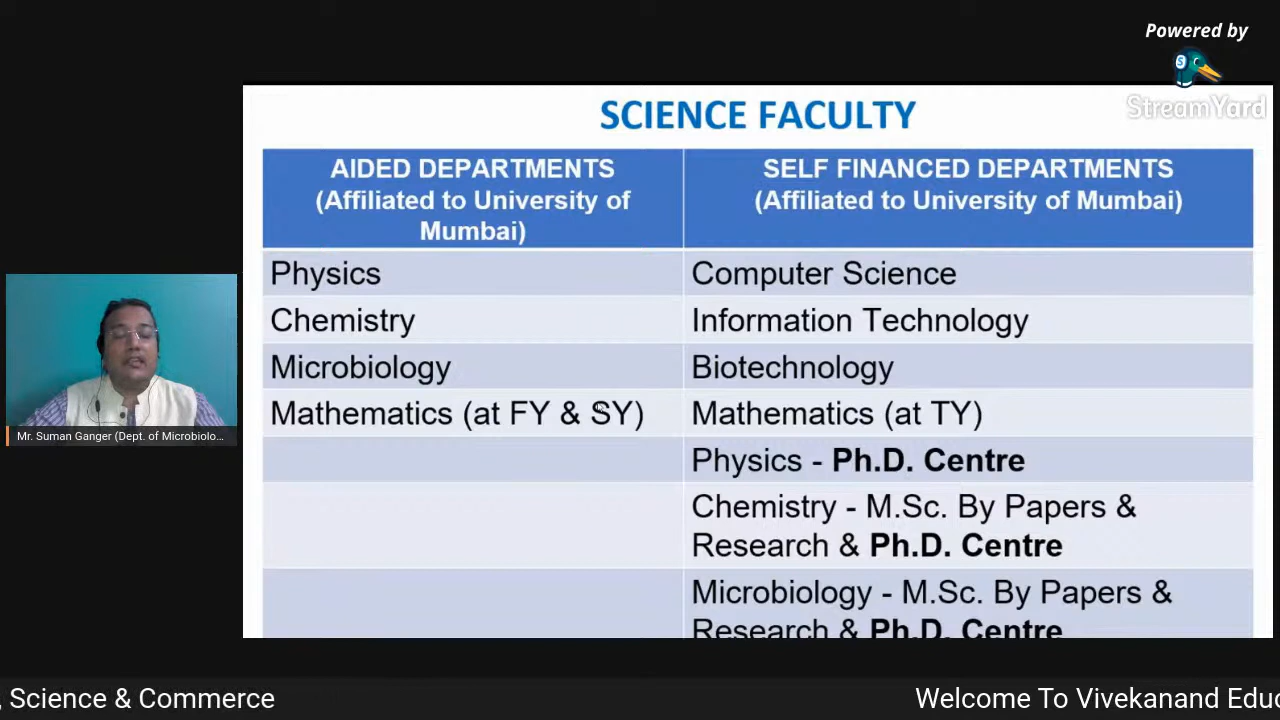 Powered by
StreamYard
SCIENCE FACULTY
AIDED DEPARTMENTS
(Affiliated to University of
Mumbai)
SELF FINANCED DEPARTMENTS
(Affiliated to University of Mumbai)
Physics
Computer Science
Chemistry
Information Technology
Microbiology
Biotechnology
Mathematics (at FY & SY)
Mathematics (at TY)
Physics - Ph.D. Centre
Chemistry - M.Sc. By Papers &
Research & Ph.D. Centre
Microbiology - M.Sc. By Papers &
Research & Ph.D. Centre
Mr. Suman Ganger (Dept. of Microbiolo...
, Science & Commerce
Welcome To Vivekanand Educ